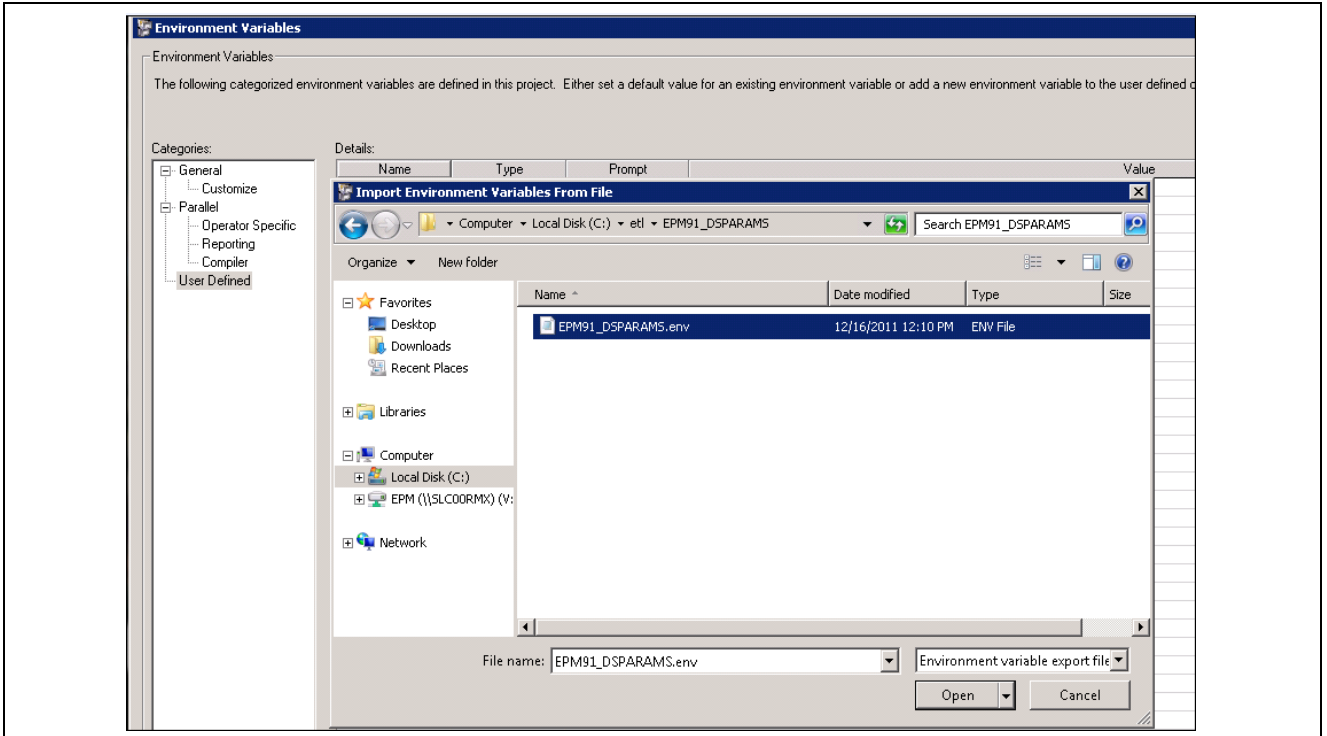 Environment Variables
Environment Variables
The following categorized environment variables are defined in this project. Either set a default value for an existing environment variable or add a new environment variable to the user defined c
Categories:
Details:
General
Customize
Parallel
Operator Specific
Reporting
Compiler
User Defined
Name Type Prompt Value
Import Environment Variables From File
Computer Local Disk (C:) etl EPM91_DSPARAMS Search EPM91_DSPARAMS
Organize New folder
Favorites
Desktop
Downloads
Recent Places
Libraries
Computer
Local Disk (C:)
EPM (\\SLC00RMX) (V:
Network
Name Date modified Type Size
EPM91_DSPARAMS.env 12/16/2011 12:10 PM ENV File
File name: EPM91_DSPARAMS.env Environment variable export file
Open Cancel